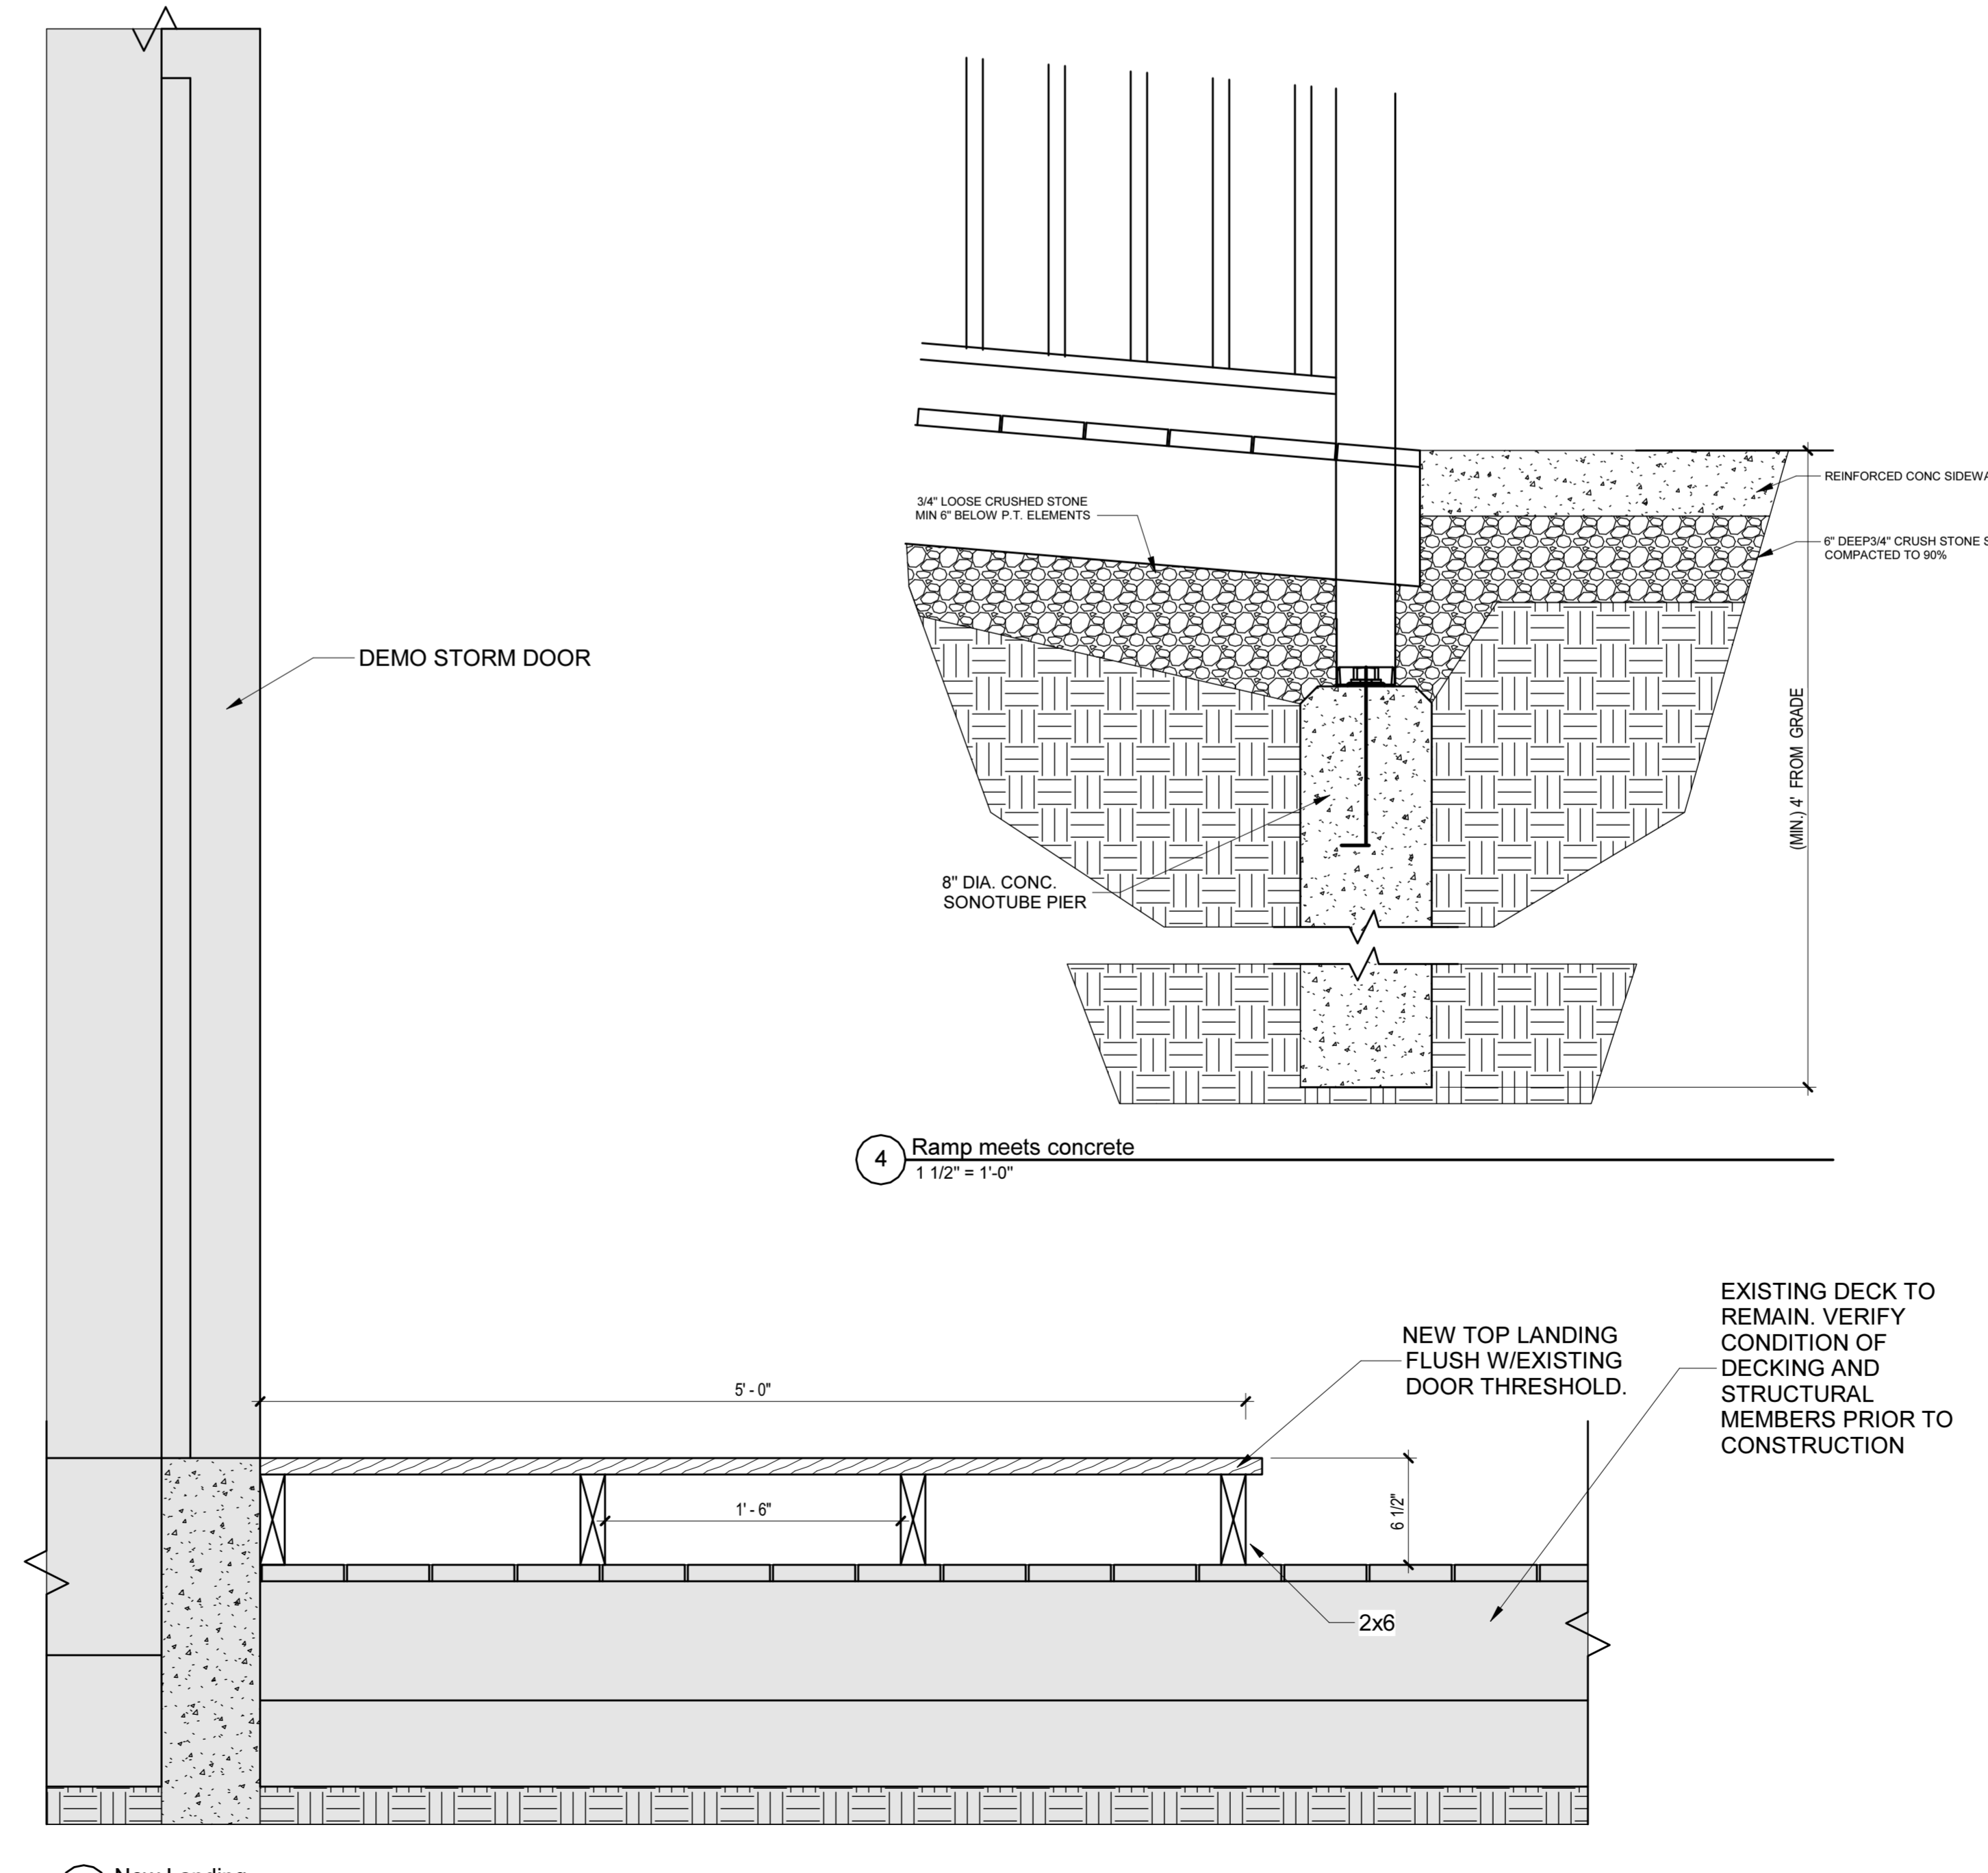 3/4" LOOSE CRUSHED STONE
MIN 6" BELOW P.T. ELEMENTS
REINFORCED CONC
6" DEEP3/4" CRUSH STONE
COMPACTED TO 90%
DEMO STORM DOOR
(MIN.) 4' FROM GRADE
8" DIA. CONC.
SONOTUBE PIER
4
Ramp meets concrete
1 1/2" = 1'-0"
EXISTING DECK TO
REMAIN. VERIFY
CONDITION OF
DECKING AND
STRUCTURAL
MEMBERS PRIOR TO
CONSTRUCTION
NEW TOP LANDING
FLUSH W/EXISTING
DOOR THRESHOLD.
5' - 0"
1' - 6"
6 1/2"
2x6
New Landing